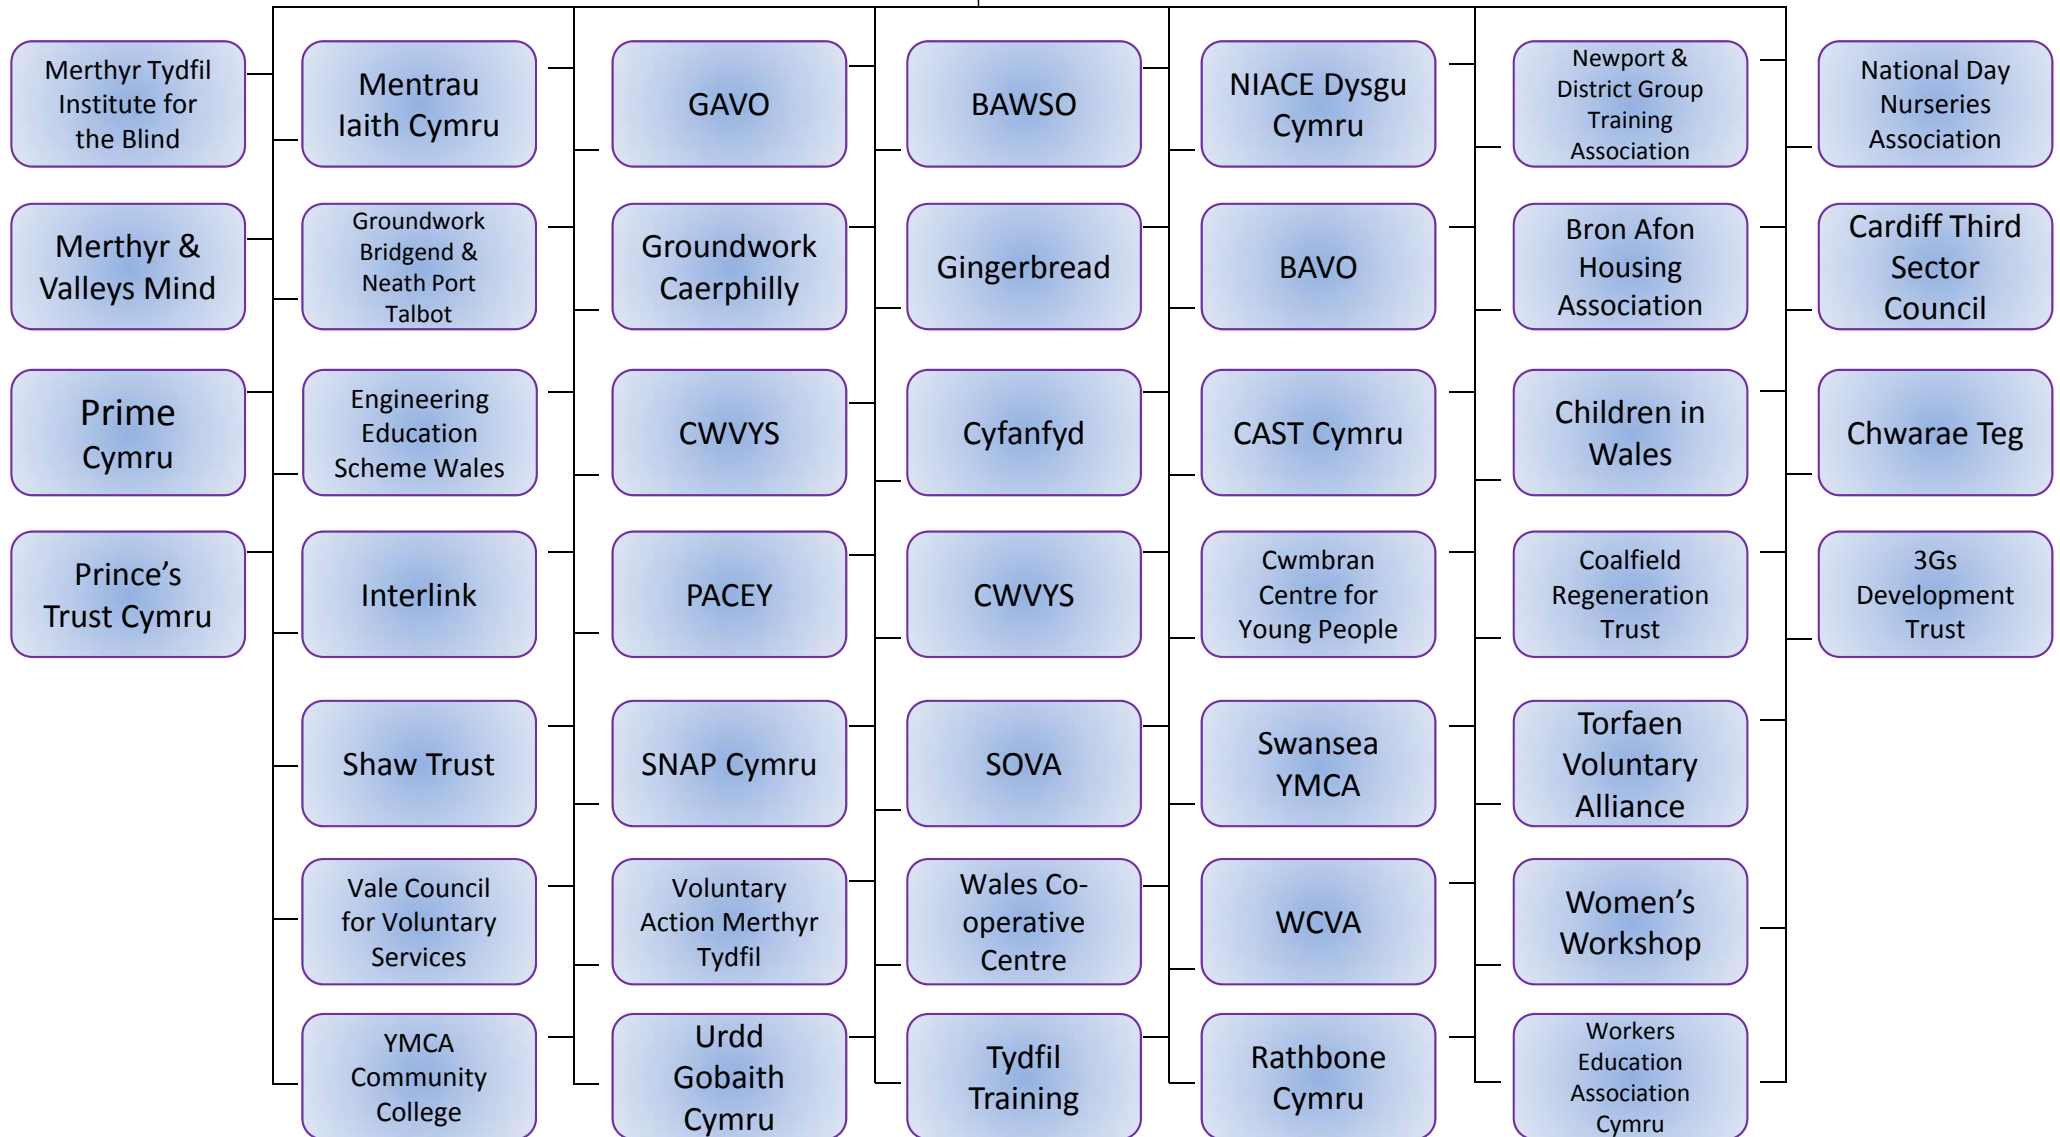 Merthyr Tydfil
Institute for
the Blind
Mentrau
Iaith Cymru
GAVO
BAWSO
NIACE Dysgu
Cymru
Newport &
District Group
Training
Association
National Day
Nurseries
Association
Merthyr &
Valleys Mind
Groundwork
Bridgend &
Neath Port
Talbot
Groundwork
Caerphilly
Gingerbread
BAVO
Bron Afon
Housing
Association
Cardiff Third
Sector
Council
Prime
Cymru
Engineering
Education
Scheme Wales
CWVYS
Cyfanfyd
CAST Cymru
Children in
Wales
Chwarae Teg
Prince’s
Trust Cymru
Interlink
PACEY
CWVYS
Cwmbran
Centre for
Young People
Coalfield
Regeneration
Trust
3Gs
Development
Trust
Shaw Trust
SNAP Cymru
SOVA
Swansea
YMCA
Torfaen
Voluntary
Alliance
Vale Council
for Voluntary
Services
Voluntary
Action Merthyr
Tydfil
Wales Co-
operative
Centre
WCVA
Women’s
Workshop
YMCA
Community
College
Urdd
Gobaith
Cymru
Tydfil
Training
Rathbone
Cymru
Workers
Education
Association
Cymru